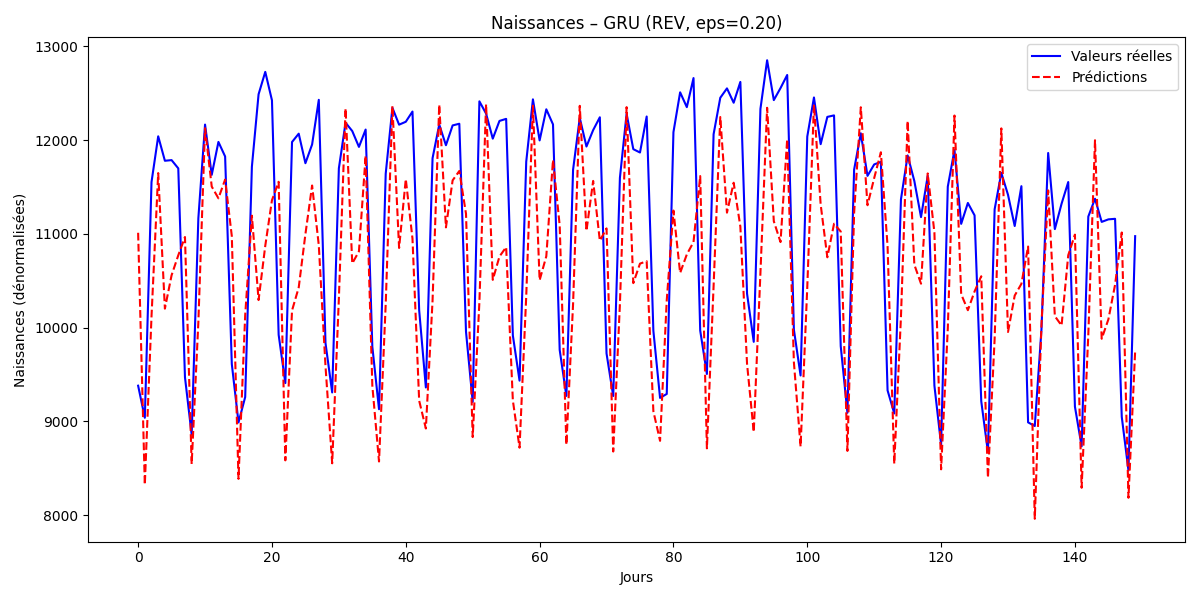 Naissances – GRU (REV, eps=0.20)
Valeurs réelles
Prédictions
Naissances (dénormalisées)
13000
12000
11000
10000
9000
8000
0 20 40 60 80 100 120 140
Jours